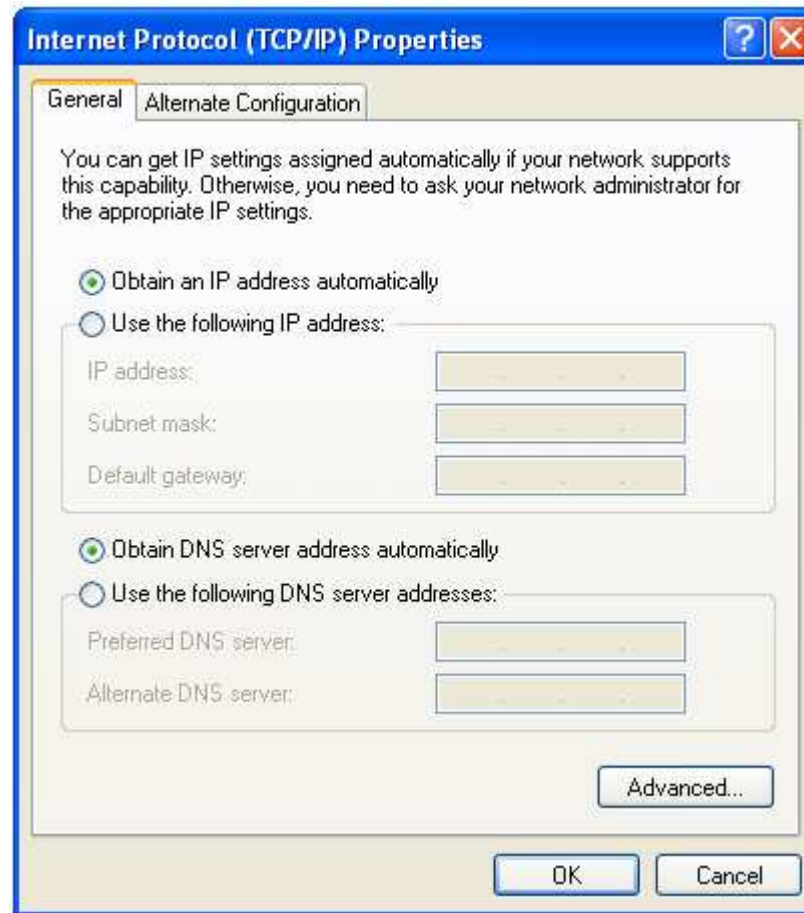 Internet Protocol (TCP/IP) Properties
General
Alternate Configuration
You can get IP settings assigned automatically if your network supports
this capability. Otherwise, you need to ask your network administrator for
the appropriate IP settings.
Obtain an IP address automatically
Use the following IP address:
IP address:
Subnet mask:
Default gateway:
Obtain DNS server address automatically
Use the following DNS server addresses:
Preferred DNS server:
Alternate DNS server:
Advanced...
OK
Cancel